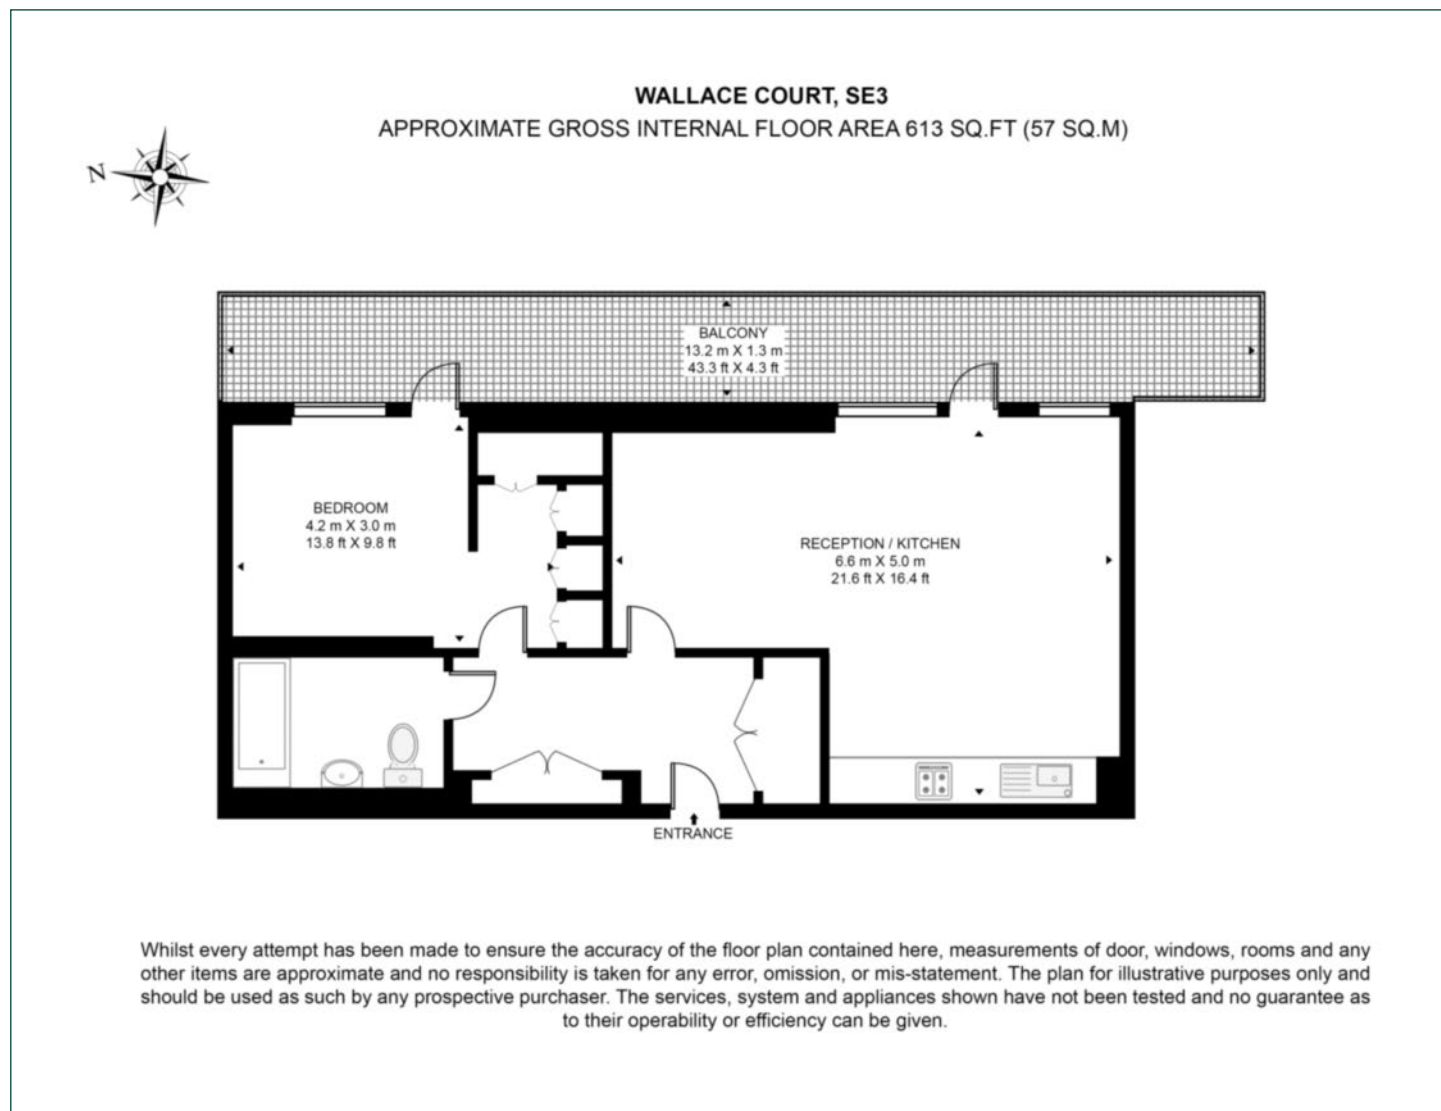 WALLACE COURT, SE3
APPROXIMATE GROSS INTERNAL FLOOR AREA 613 SQ.FT (57 SQ.M)
N
BALCONY
13.2 m X 1.3 m
43.3 ft X 4.3 ft
BEDROOM
4.2 m X 3.0 m
13.8 ft X 9.8 ft
RECEPTION / KITCHEN
6.6 m X 5.0 m
21.6 ft X 16.4 ft
ENTRANCE
Whilst every attempt has been made to ensure the accuracy of the floor plan contained here, measurements of door, windows, rooms and any
other items are approximate and no responsibility is taken for any error, omission, or mis-statement. The plan for illustrative purposes only and
should be used as such by any prospective purchaser. The services, system and appliances shown have not been tested and no guarantee as
to their operability or efficiency can be given.